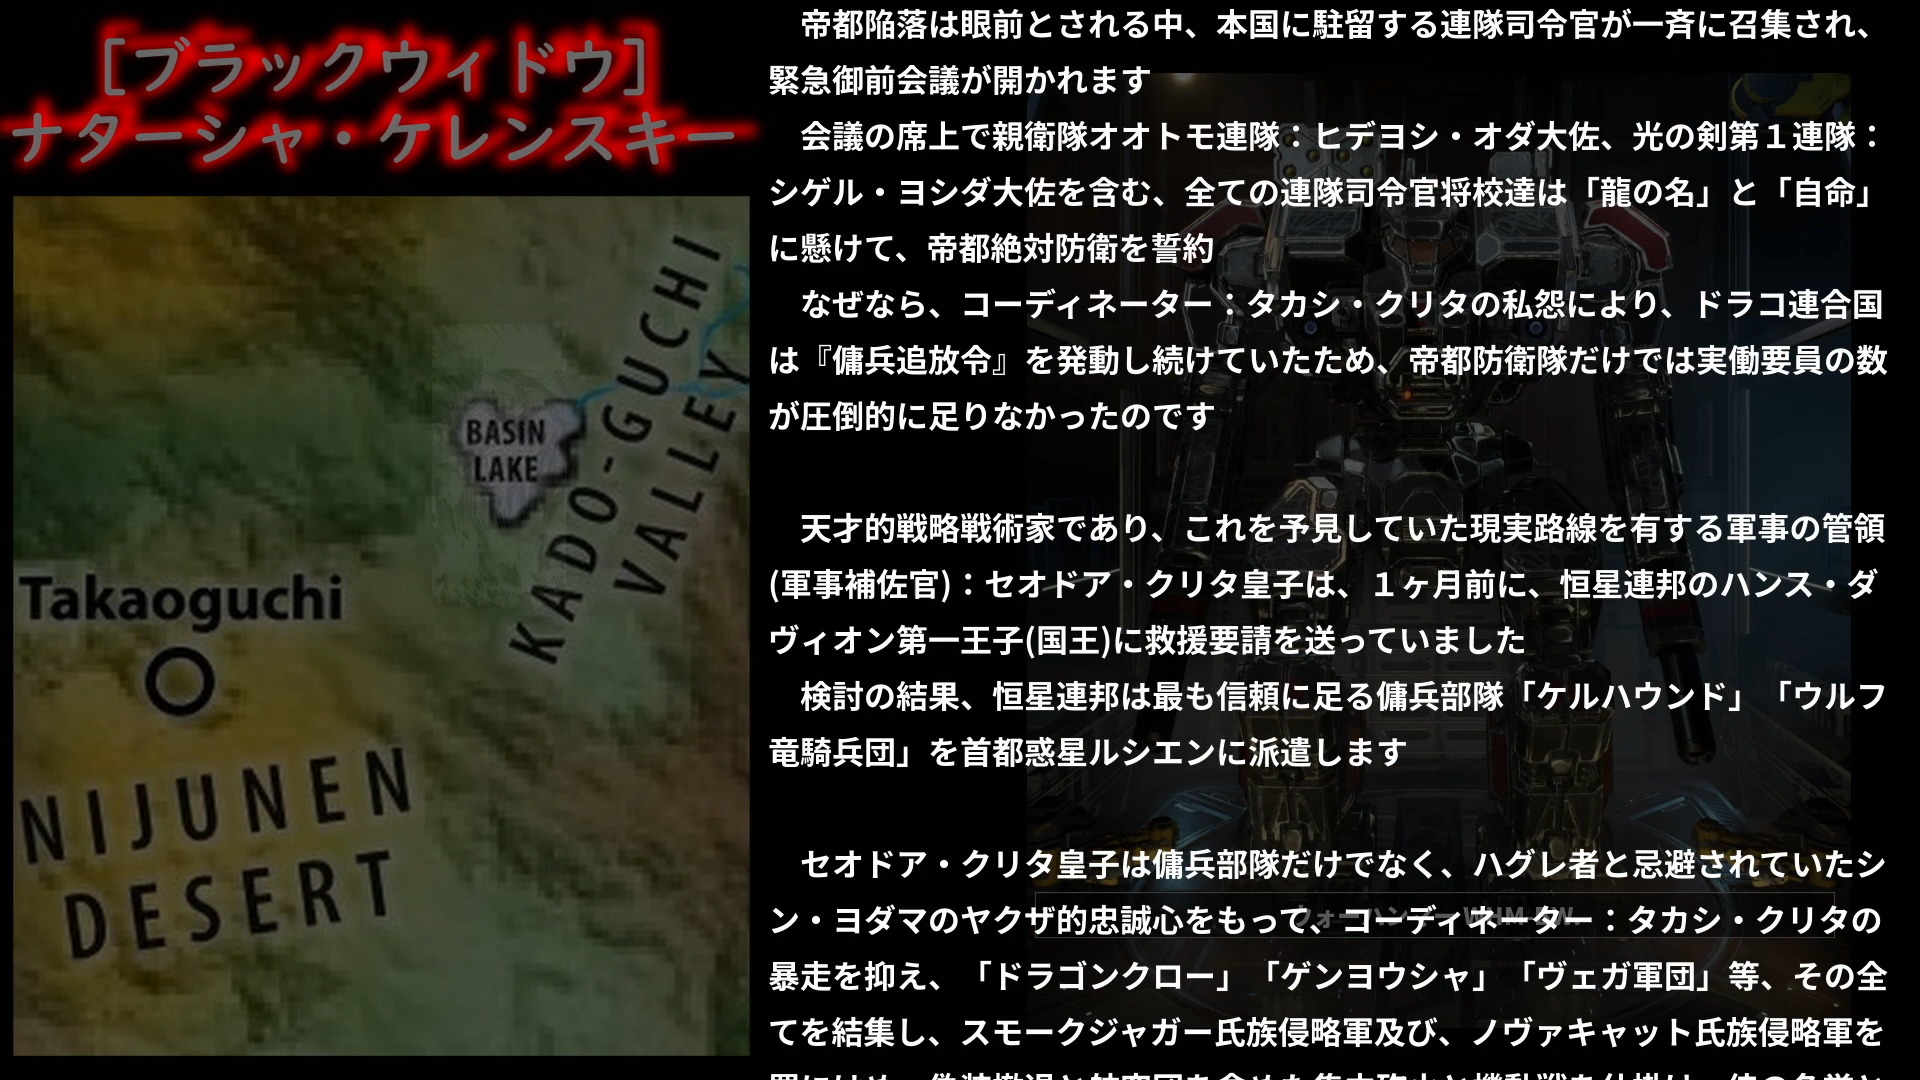 ［ブラックウィドウ］
ナターシャ・ケレンスキー
BASIN
LAKE
KADO-GUCHI
VALLEY
Takaoguchi
NIJUNEN
DESERT
　帝都陥落は眼前とされる中、本国に駐留する連隊司令官が一斉に召集され、
緊急御前会議が開かれます
　会議の席上で親衛隊オオトモ連隊：ヒデヨシ・オダ大佐、光の剣第１連隊：
シゲル・ヨシダ大佐を含む、全ての連隊司令官将校達は「龍の名」と「自命」
に懸けて、帝都絶対防衛を誓約
　なぜなら、コーディネーター：タカシ・クリタの私怨により、ドラコ連合国
は『傭兵追放令』を発動し続けていたため、帝都防衛隊だけでは実働要員の数
が圧倒的に足りなかったのです
　天才的戦略戦術家であり、これを予見していた現実路線を有する軍事の管領
(軍事補佐官)：セオドア・クリタ皇子は、１ヶ月前に、恒星連邦のハンス・ダ
ヴィオン第一王子(国王)に救援要請を送っていました
　検討の結果、恒星連邦は最も信頼に足る傭兵部隊「ケルハウンド」「ウルフ
竜騎兵団」を首都惑星ルシエンに派遣します
　セオドア・クリタ皇子は傭兵部隊だけでなく、ハグレ者と忌避されていたシ
ン・ヨダマのヤクザ的忠誠心をもって、コーディネーター：タカシ・クリタの
暴走を抑え、「ドラゴンクロー」「ゲンヨウシャ」「ヴェガ軍団」等、その全
てを結集し、スモークジャガー氏族侵略軍及び、ノヴァキャット氏族侵略軍を